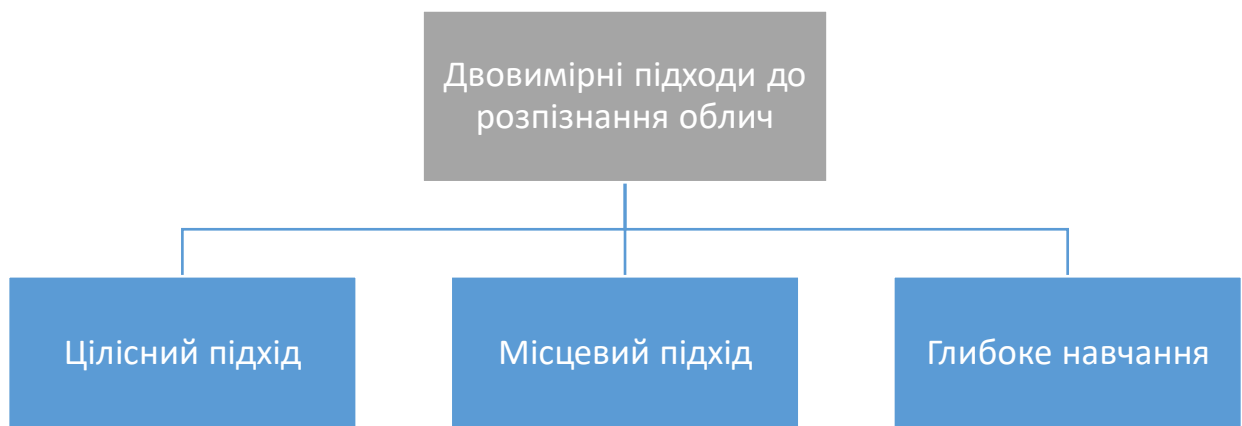 Двовимірні підходи до
розпізнання облич
Цілісний підхід
Місцевий підхід
Глибоке навчання